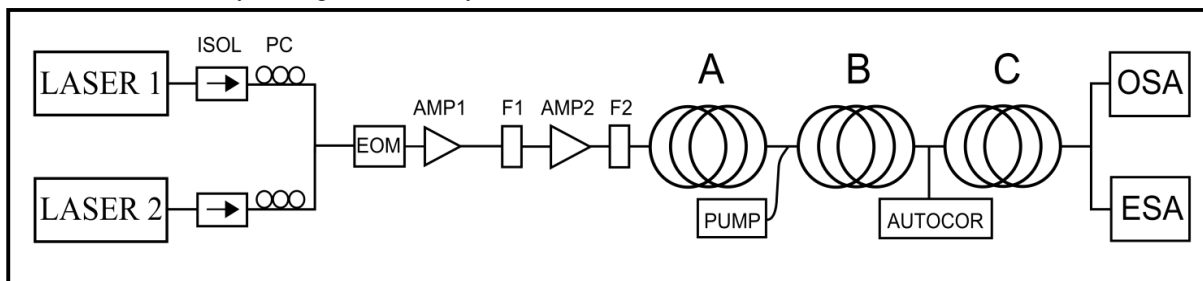 ISOL PC
LASER 1
AMP1 F1 AMP2 F2
EOM
LASER 2
A B C
PUMP
AUTOCOR
OSA
ESA